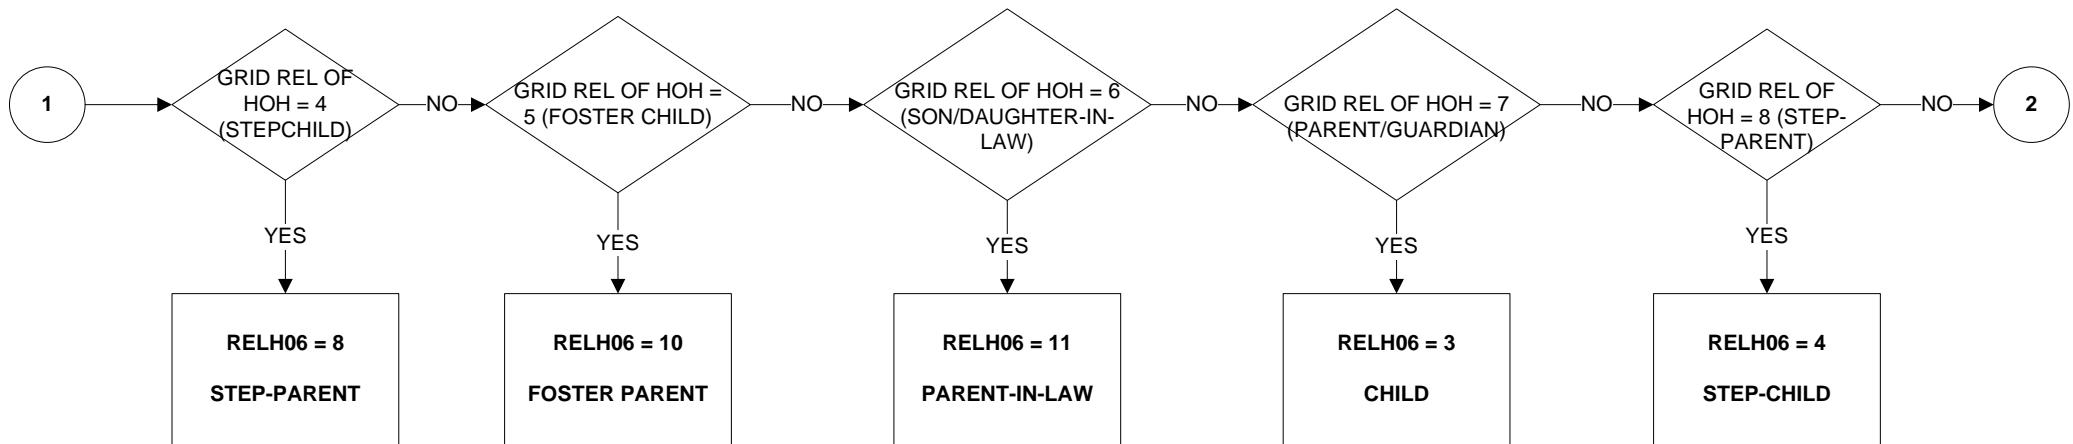 1
GRID REL OF
HOH = 4
(STEPCHILD)
NO
GRID REL OF HOH =
5 (FOSTER CHILD)
NO
GRID REL OF HOH = 6
(SON/DAUGHTER-IN-
LAW)
NO
GRID REL OF HOH = 7
(PARENT/GUARDIAN)
NO
GRID REL OF
HOH = 8 (STEP-
PARENT)
NO
2
YES
YES
YES
YES
YES
RELH06 = 8
STEP-PARENT
RELH06 = 10
FOSTER PARENT
RELH06 = 11
PARENT-IN-LAW
RELH06 = 3
CHILD
RELH06 = 4
STEP-CHILD